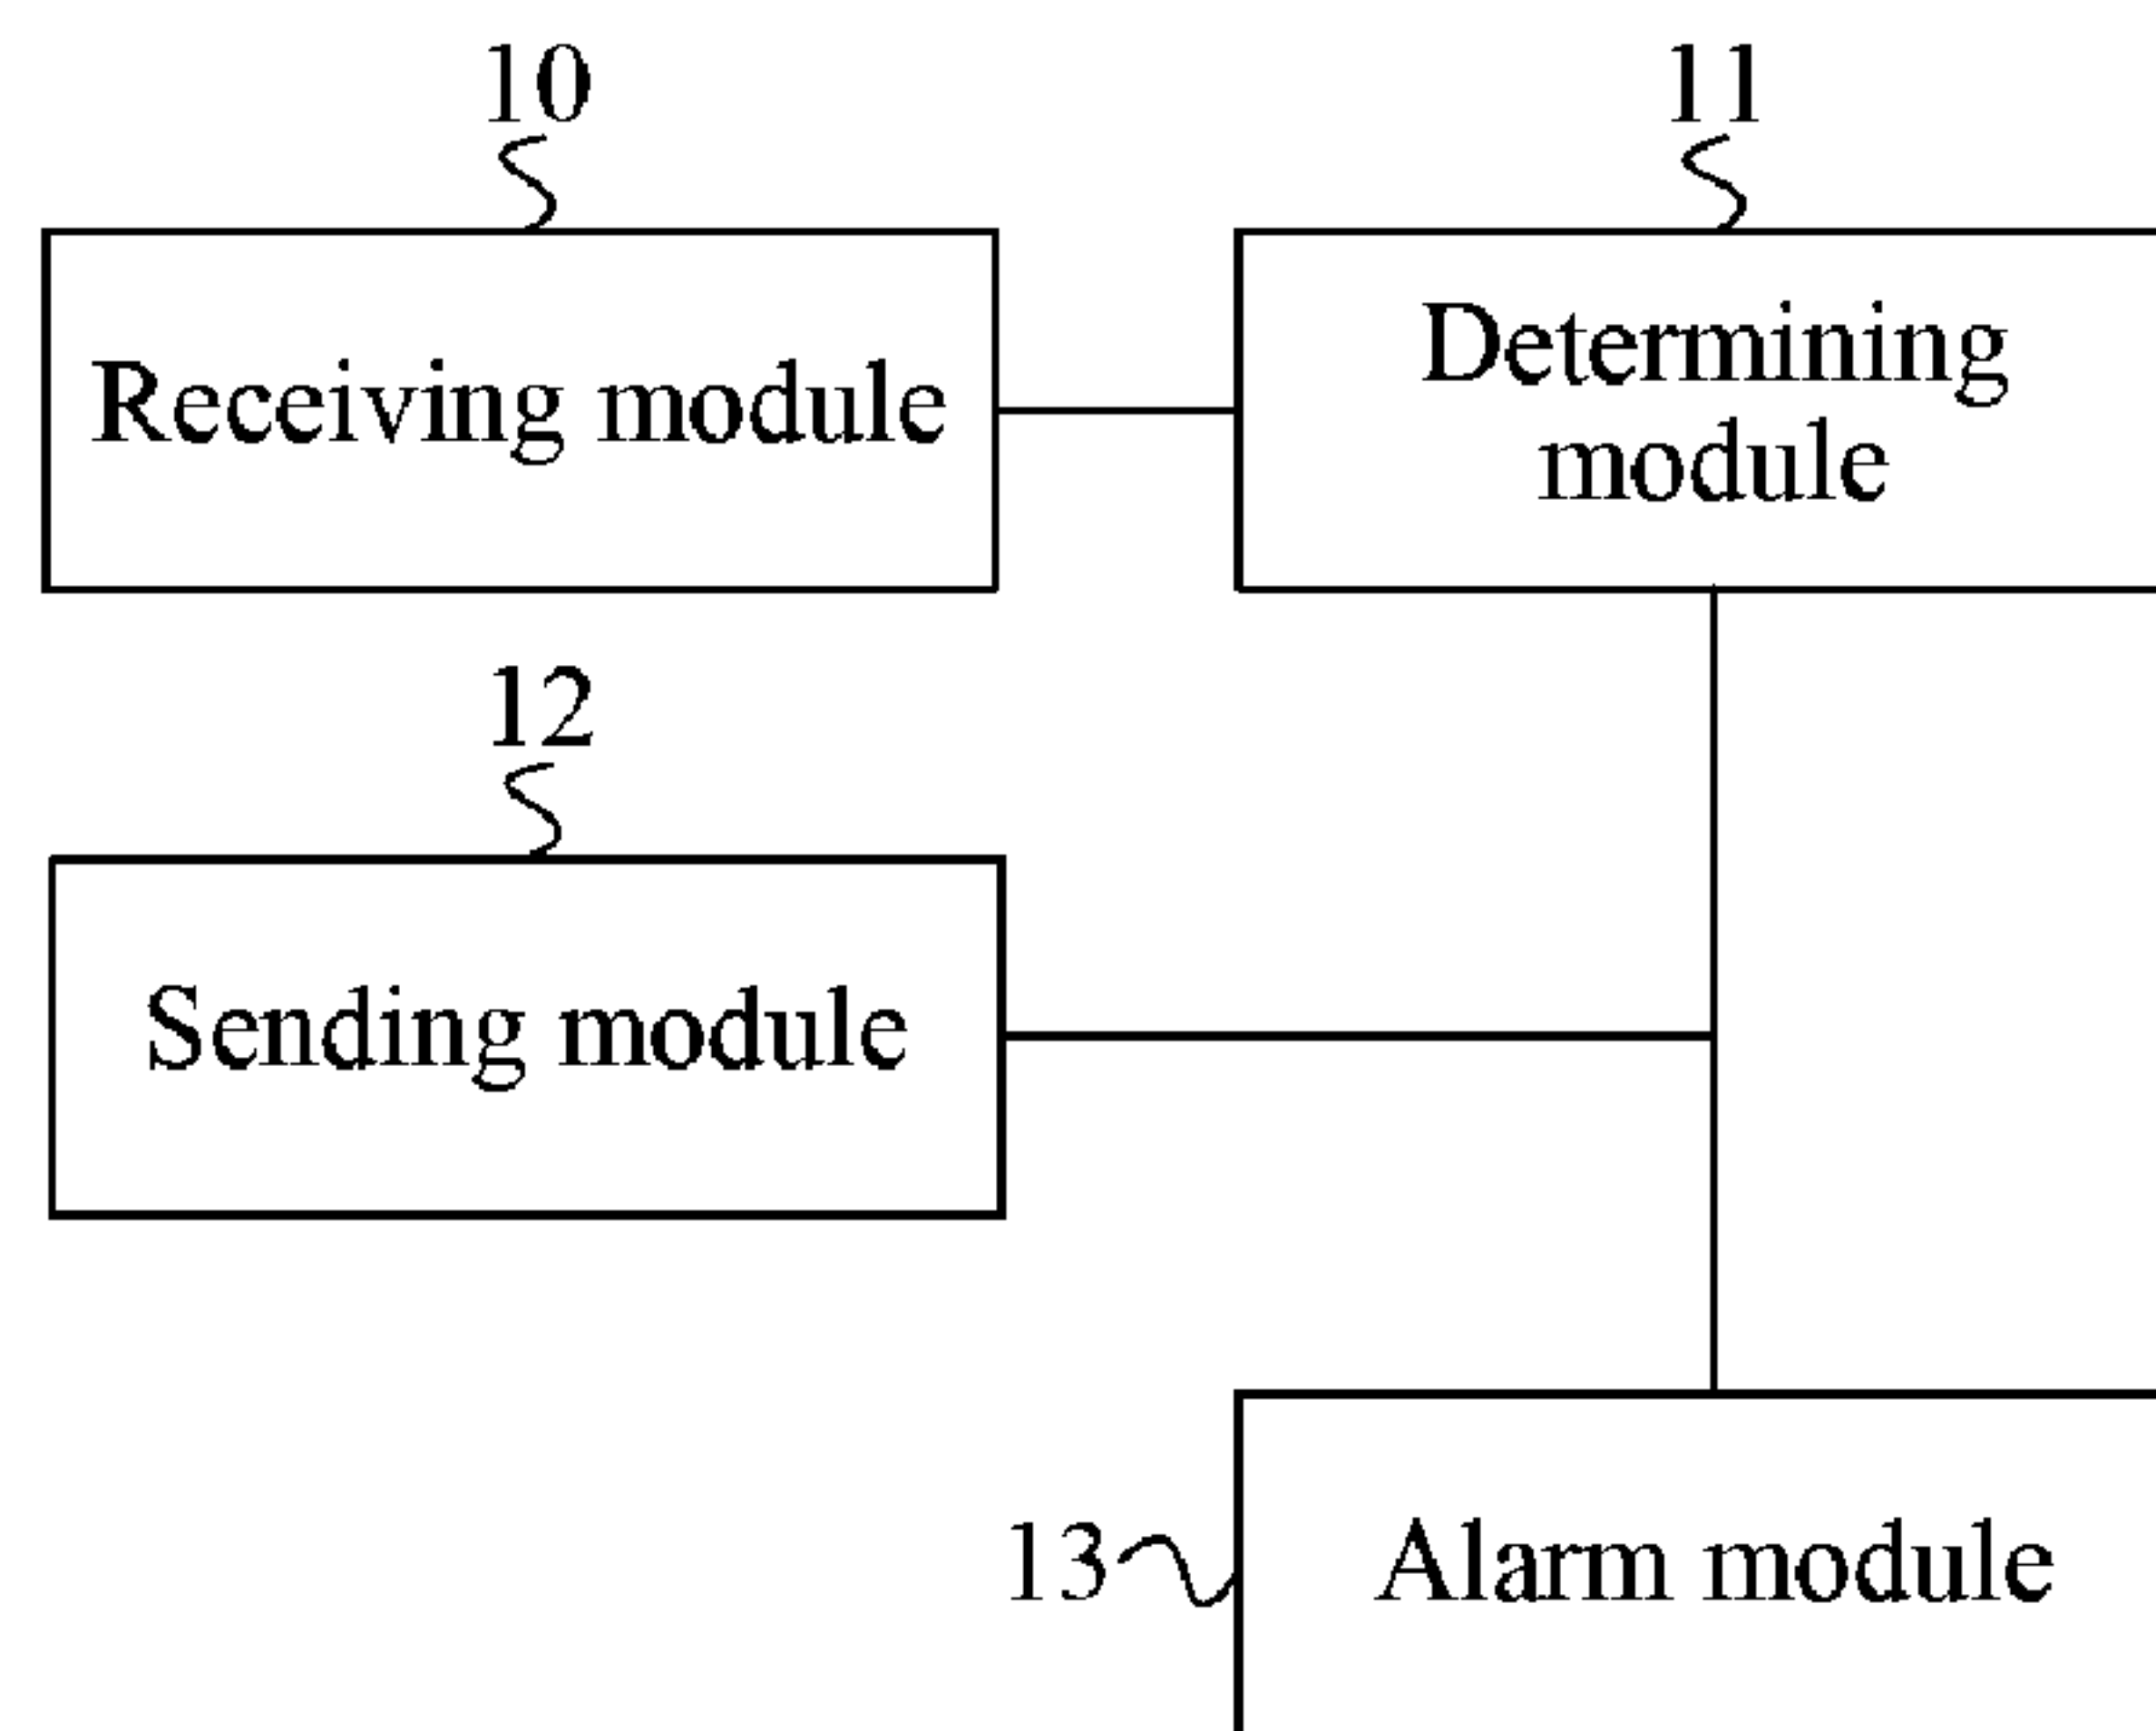 10
11
Receiving module
Determining
module
12
Sending module
13
Alarm module